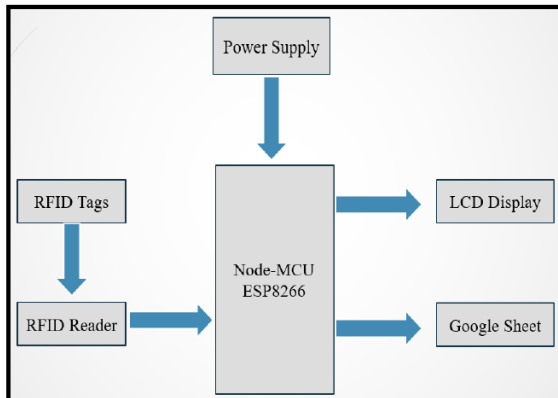 Power Supply
RFID Tags
LCD Display
Node-MCU
ESP8266
RFID Reader
Google Sheet